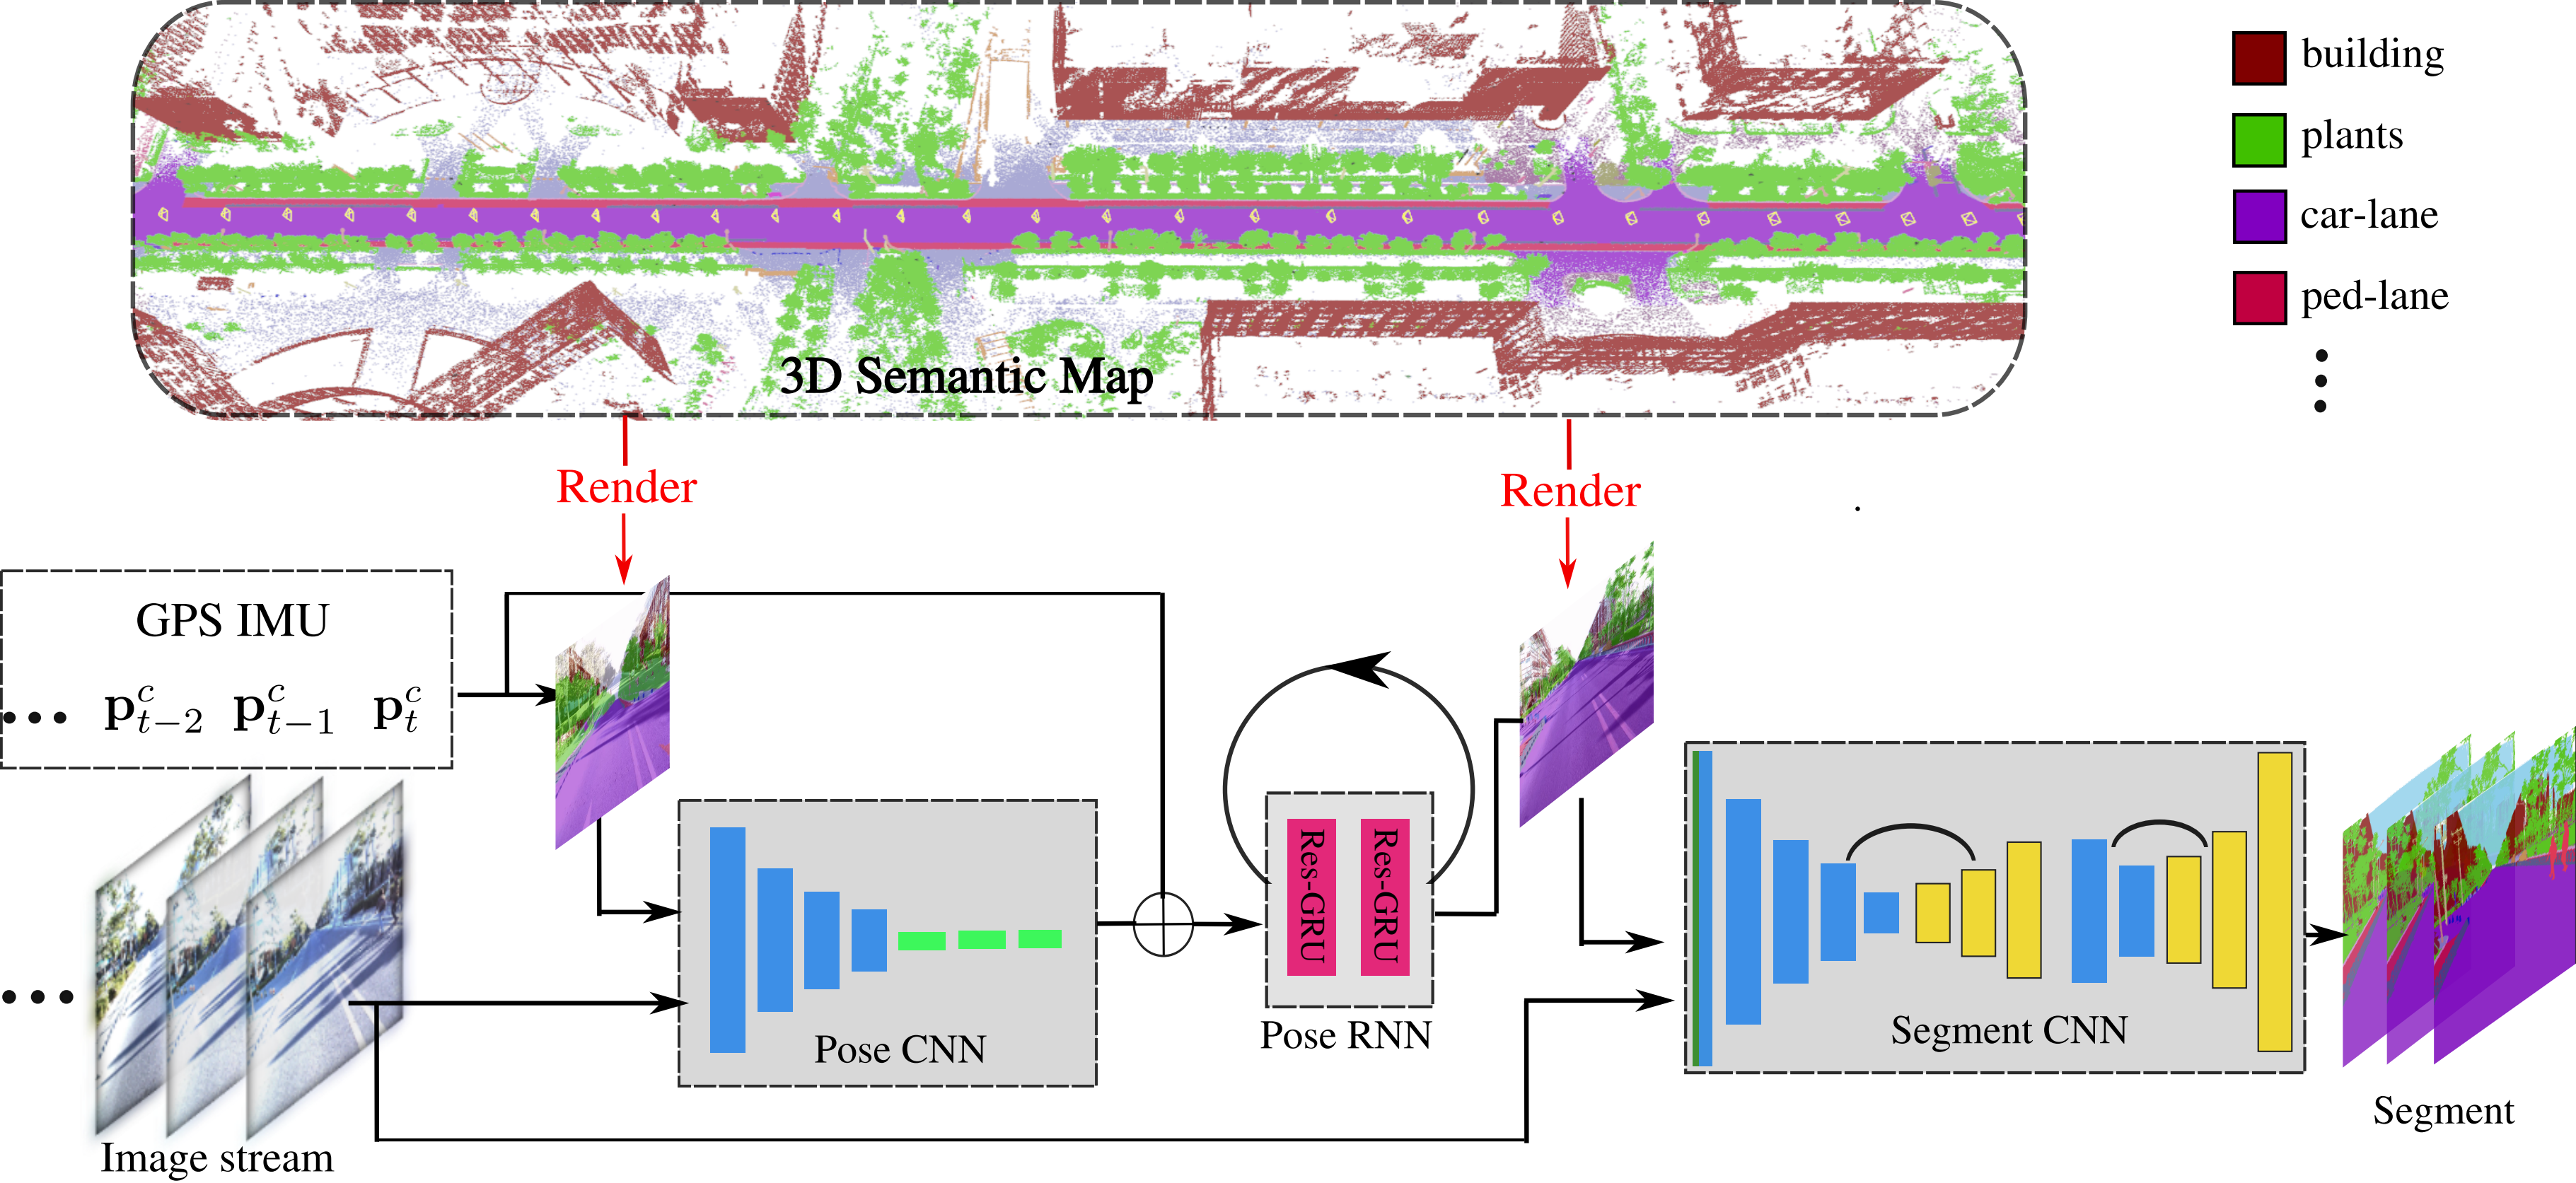 building
plants
car-lane
ped-lane
3D Semantic Map
Render
Render
GPS IMU
... p^c_{t-2} p^c_{t-1} p^c_t
Res-GRU
Res-GRU
Pose CNN
Pose RNN
Segment CNN
Segment
Image stream